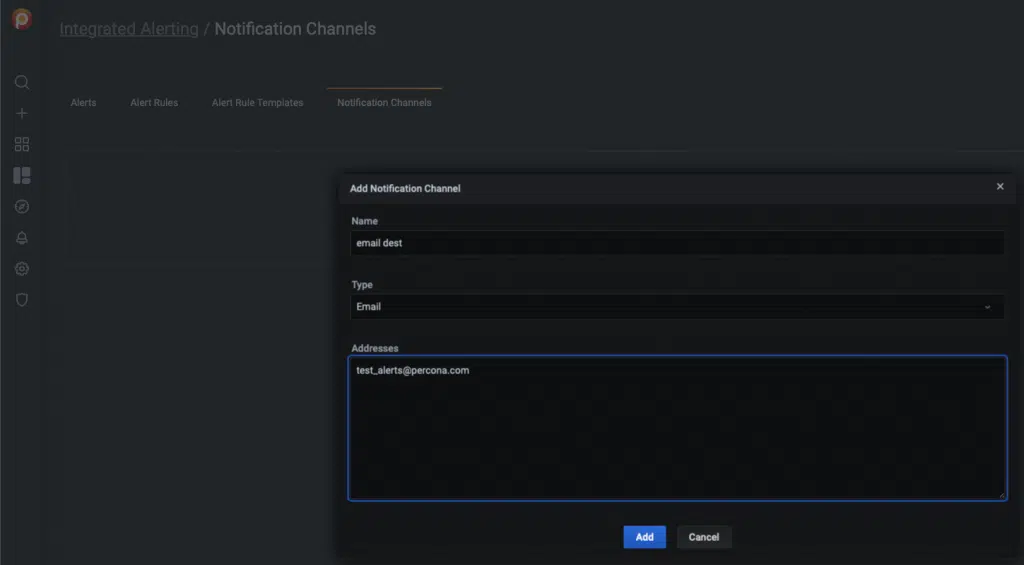 Integrated Alerting / Notification Channels
Alerts Alert Rules Alert Rule Templates Notification Channels
Add Notification Channel
Name
email dest
Type
Email
Addresses
test_alerts@percona.com
Add Cancel